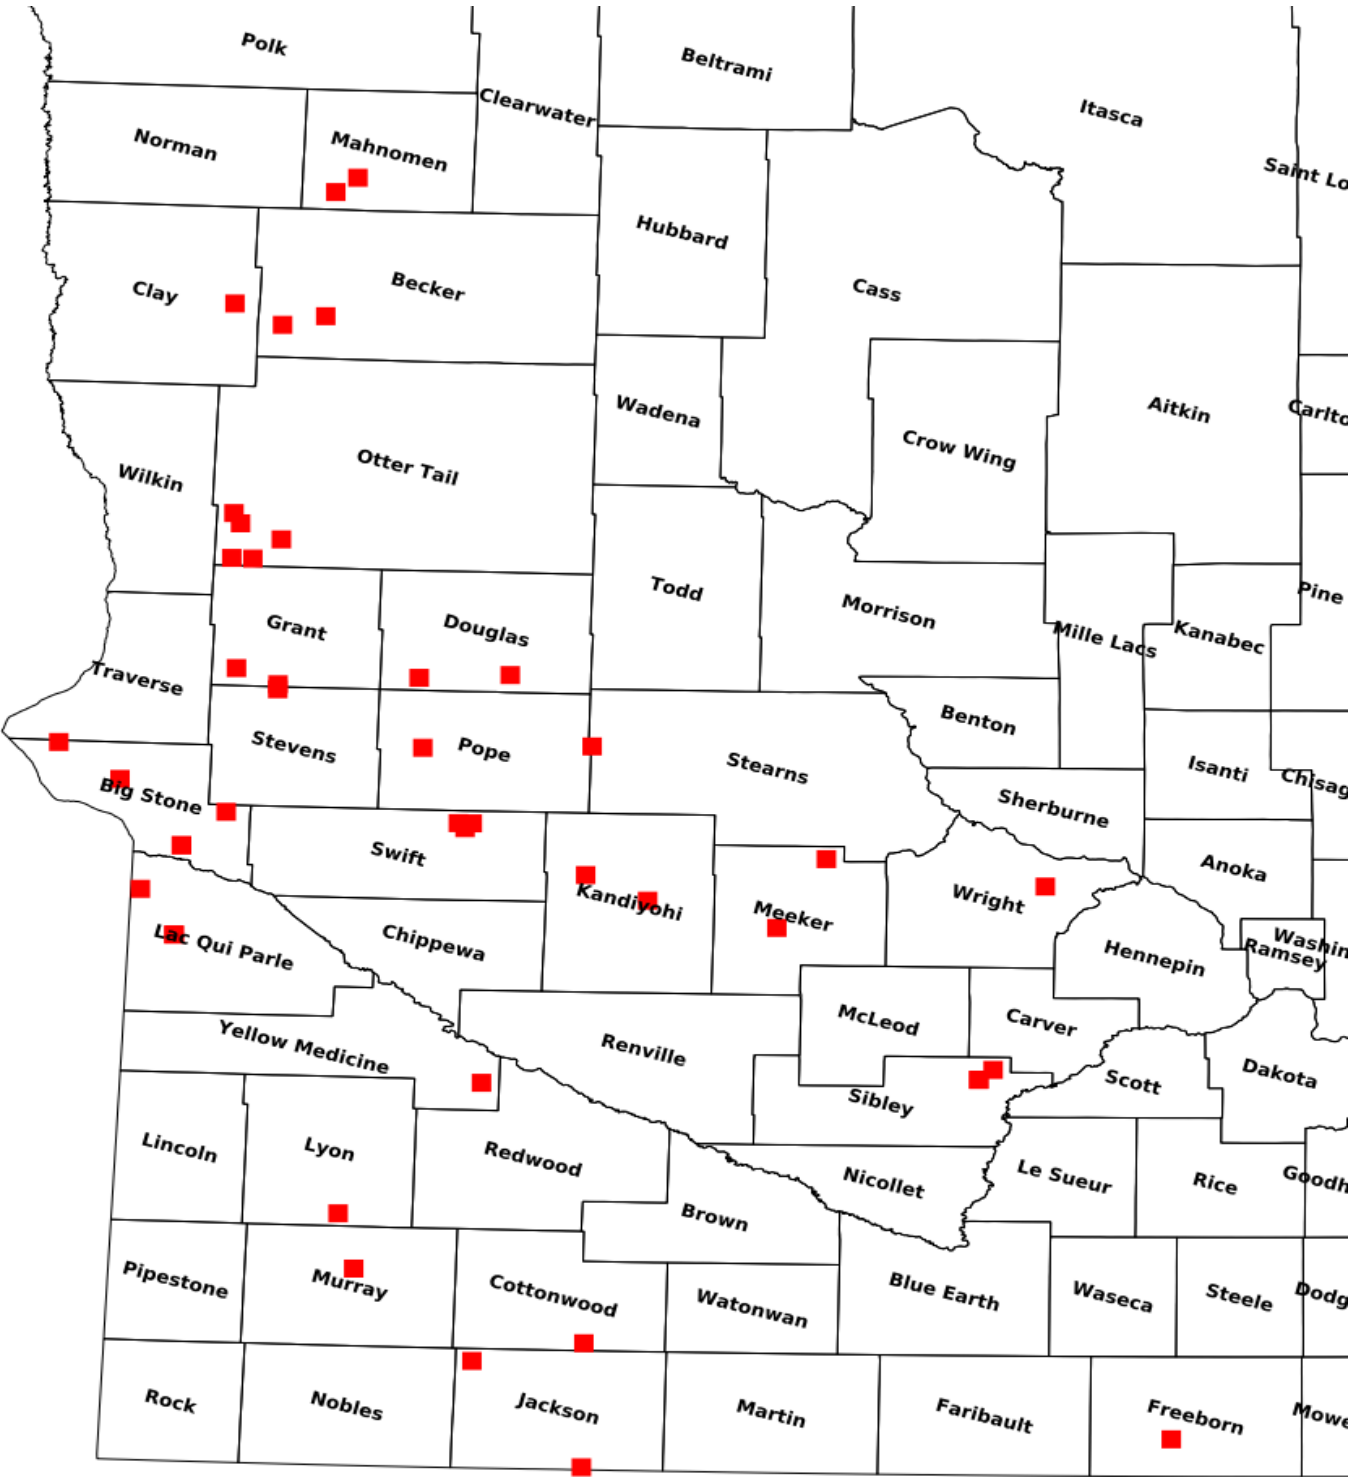 Polk
Beltrami
Clearwater
Itasca
Norman
Mahnomen
Saint Lo
Hubbard
Clay
Becker
Cass
Wadena
Aitkin
Carlto
Crow Wing
Otter Tail
Wilkin
Todd
Pine
Morrison
Grant
Douglas
Mille Lacs
Kanabec
Traverse
Benton
Stevens
Pope
Stearns
Isanti
Chisag
Big Stone
Sherburne
Swift
Anoka
Kandiyohi
Meeker
Wright
Lac Qui Parle
Chippewa
Hennepin
Washin
Ramsey
McLeod
Carver
Yellow Medicine
Renville
Scott
Dakota
Sibley
Lincoln
Lyon
Redwood
Nicollet
Le Sueur
Rice
Goodh
Brown
Pipestone
Murray
Cottonwood
Watonwan
Blue Earth
Waseca
Steele
Dodg
Rock
Nobles
Jackson
Martin
Faribault
Freeborn
Mowe